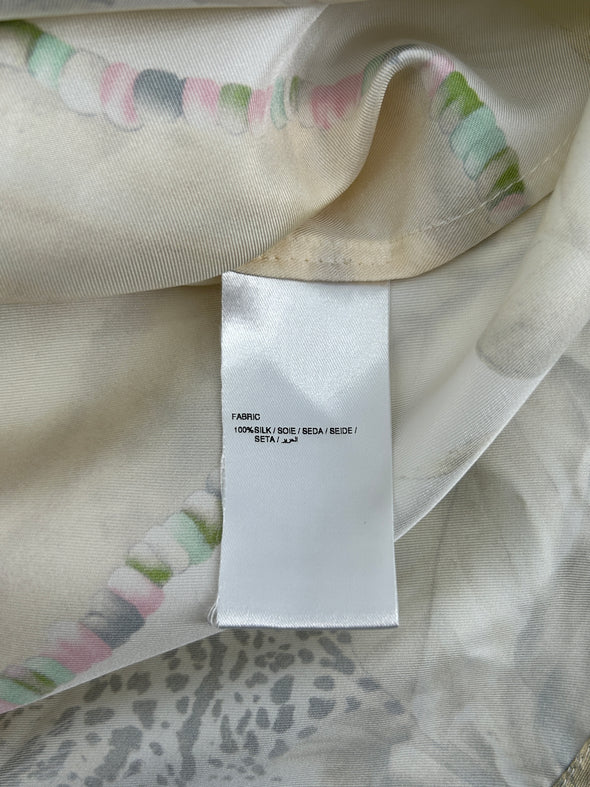 FABRIC
100%SILK / SOIE / SEDA / SEIDE /
SETA / الحرير